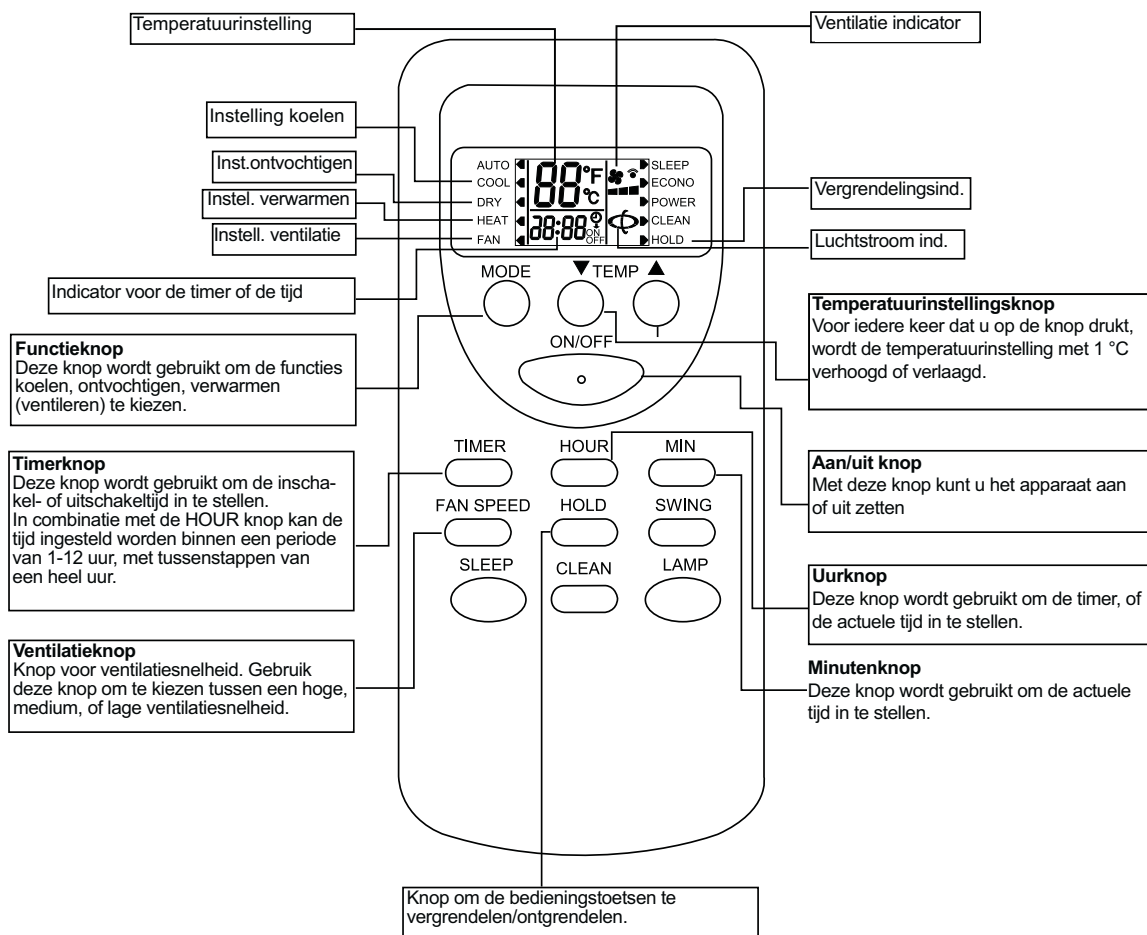 Temperatuurinstelling
Ventilatie indicator
Instelling koelen
Inst.ontvochtigen
Instel. verwarmen
Instell. ventilatie
Indicator voor de timer of de tijd
Vergrendelingsind.
Luchtstroom ind.
AUTO
COOL
DRY
HEAT
FAN
88°F
°C
28:88
ON
OFF
SLEEP
ECONO
POWER
CLEAN
HOLD
MODE
▼ TEMP ▲
ON/OFF
TIMER
HOUR
MIN
FAN SPEED
HOLD
SWING
SLEEP
CLEAN
LAMP
Functieknop
Deze knop wordt gebruikt om de functies
koelen, ontvochtigen, verwarmen
(ventileren) te kiezen.
Timerknop
Deze knop wordt gebruikt om de inscha-
kel- of uitschakeltijd in te stellen.
In combinatie met de HOUR knop kan de
tijd ingesteld worden binnen een periode
van 1-12 uur, met tussenstappen van
een heel uur.
Ventilatieknop
Knop voor ventilatiesnelheid. Gebruik
deze knop om te kiezen tussen een hoge,
medium, of lage ventilatiesnelheid.
Temperatuurinstellingsknop
Voor iedere keer dat u op de knop drukt,
wordt de temperatuurinstelling met 1 °C
verhoogd of verlaagd.
Aan/uit knop
Met deze knop kunt u het apparaat aan
of uit zetten
Uurknop
Deze knop wordt gebruikt om de timer, of
de actuele tijd in te stellen.
Minutenknop
Deze knop wordt gebruikt om de actuele
tijd in te stellen.
Knop om de bedieningstoetsen te
vergrendelen/ontgrendelen.